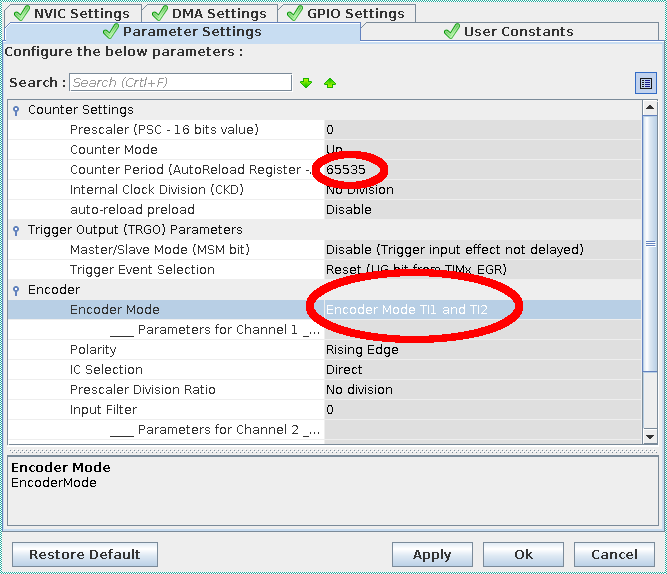 NVIC Settings DMA Settings GPIO Settings
Parameter Settings User Constants
Configure the below parameters :
Search : Search (Crtl+F)
Counter Settings
Prescaler (PSC - 16 bits value) 0
Counter Mode Up
Counter Period (AutoReload Register -... 65535
Internal Clock Division (CKD) No Division
auto-reload preload Disable
Trigger Output (TRGO) Parameters
Master/Slave Mode (MSM bit) Disable (Trigger input effect not delayed)
Trigger Event Selection Reset (UG bit from TIMx_EGR)
Encoder
Encoder Mode Encoder Mode TI1 and TI2
____ Parameters for Channel 1 _...
Polarity Rising Edge
IC Selection Direct
Prescaler Division Ratio No division
Input Filter 0
____ Parameters for Channel 2 _...
Encoder Mode
EncoderMode
Restore Default Apply Ok Cancel